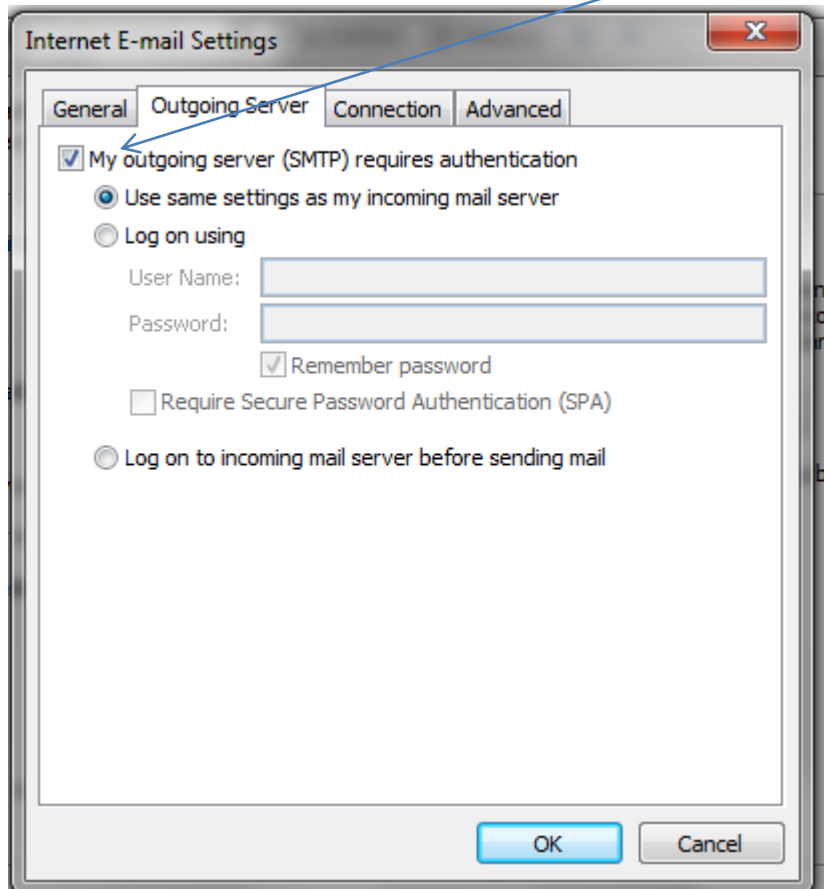 Internet E-mail Settings
General Outgoing Server Connection Advanced
My outgoing server (SMTP) requires authentication
Use same settings as my incoming mail server
Log on using
User Name:
Password:
Remember password
Require Secure Password Authentication (SPA)
Log on to incoming mail server before sending mail
OK Cancel